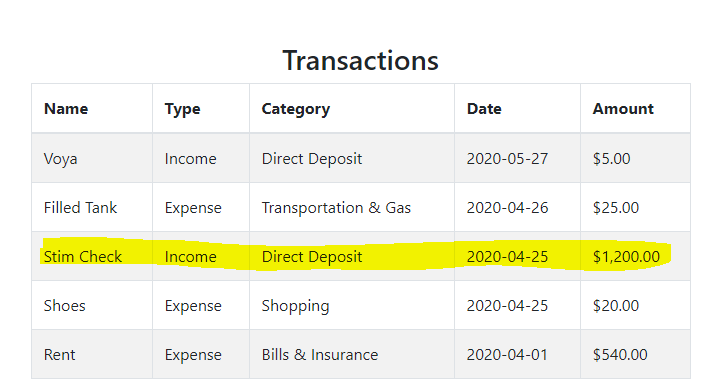 Transactions
Name Type Category Date Amount
Voya Income Direct Deposit 2020-05-27 $5.00
Filled Tank Expense Transportation & Gas 2020-04-26 $25.00
Stim Check Income Direct Deposit 2020-04-25 $1,200.00
Shoes Expense Shopping 2020-04-25 $20.00
Rent Expense Bills & Insurance 2020-04-01 $540.00